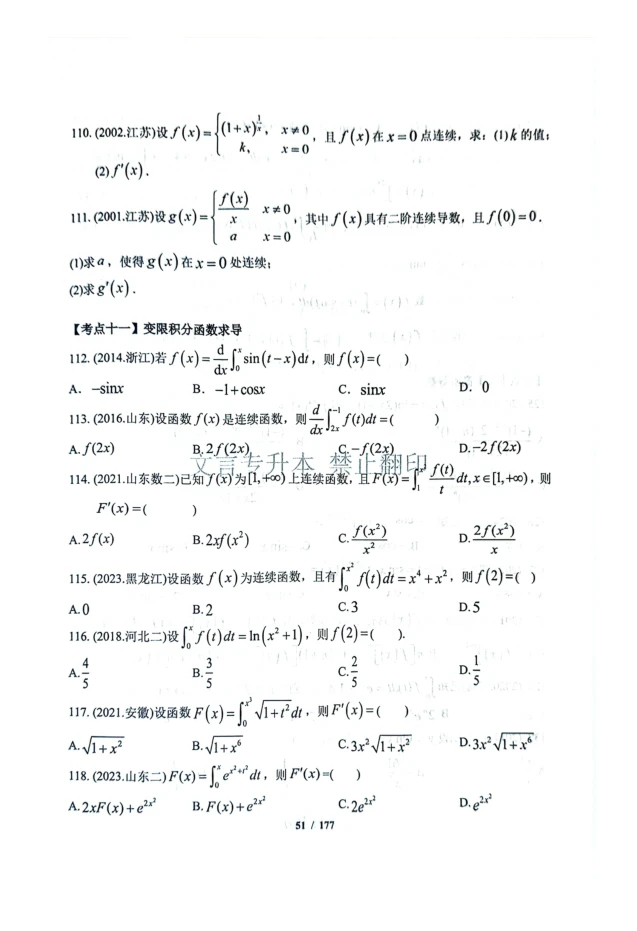 110. (2002.江苏)设 f(x)={(1+x)^{1/x}, x≠0 ; k, x=0 , 且 f(x) 在 x=0 点连续，求：(1) k 的值；
(2) f'(x).
111. (2001.江苏)设 g(x)={f(x)/x x≠0 ; a x=0 , 其中 f(x) 具有二阶连续导数，且 f(0)=0.
(1)求 a，使得 g(x) 在 x=0 处连续；
(2)求 g'(x).
【考点十一】变限积分函数求导
112. (2014.浙江)若 f(x)=d/dx ∫_0^x sin(t−x)dt，则 f(x)=( )
A. −sinx B. −1+cosx C. sinx D. 0
113. (2016.山东)设函数 f(x) 是连续函数，则 d/dx ∫_{2x}^{−1} f(t)dt=( )
A. f(2x) B. 2f(2x) C. −f(2x) D. −2f(2x)
文言专升本 禁止翻印
114. (2021.山东数二)已知 f(x) 为 [1,+∞) 上连续函数，且 F(x)=∫_1^{x²} f(t)/t dt, x∈[1,+∞)，则
F'(x)=( )
A. 2f(x) B. 2xf(x²) C. f(x²)/x² D. 2f(x²)/x
115. (2023.黑龙江)设函数 f(x) 为连续函数，且有 ∫_0^{x²} f(t)dt=x⁴+x²，则 f(2)=( )
A. 0 B. 2 C. 3 D. 5
116. (2018.河北二)设 ∫_0^x f(t)dt=ln(x²+1)，则 f(2)=( ).
A. 4/5 B. 3/5 C. 2/5 D. 1/5
117. (2021.安徽)设函数 F(x)=∫_0^{x³} √(1+t²)dt，则 F'(x)=( )
A. √(1+x²) B. √(1+x⁶) C. 3x²√(1+x²) D. 3x²√(1+x⁶)
118. (2023.山东二) F(x)=∫_0^x e^{x²+t²}dt，则 F'(x)=( )
A. 2xF(x)+e^{2x²} B. F(x)+e^{2x²} C. 2e^{2x²} D. e^{2x²}
51 / 177